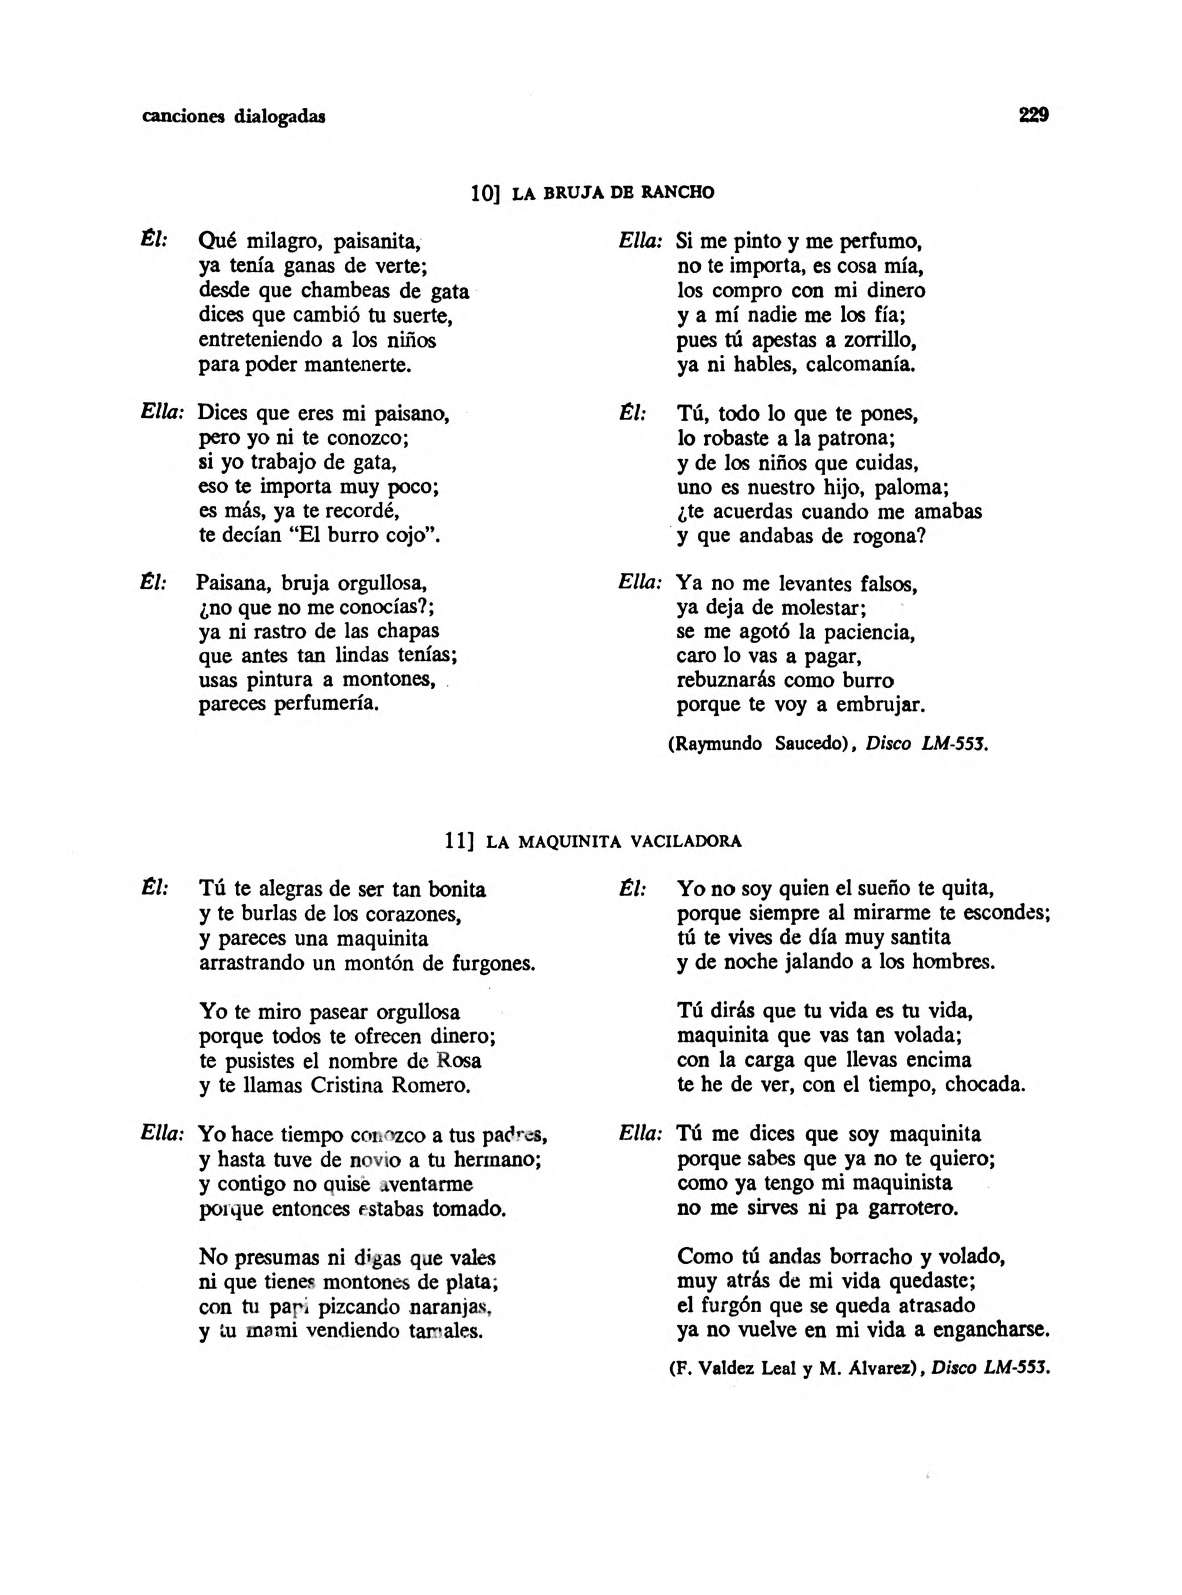 canciones dialogadas 229
10] LA BRUJA DE RANCHO
Él: Qué milagro, paisanita,
ya tenía ganas de verte;
desde que chambeas de gata
dices que cambió tu suerte,
entreteniendo a los niños
para poder mantenerte.
Ella: Dices que eres mi paisano,
pero yo ni te conozco;
si yo trabajo de gata,
eso te importa muy poco;
es más, ya te recordé,
te decían “El burro cojo”.
Él: Paisana, bruja orgullosa,
¿no que no me conocías?;
ya ni rastro de las chapas
que antes tan lindas tenías;
usas pintura a montones,
pareces perfumería.
Ella: Si me pinto y me perfumo,
no te importa, es cosa mía,
los compro con mi dinero
y a mí nadie me los fía;
pues tú apestas a zorrillo,
ya ni hables, calcomanía.
Él: Tú, todo lo que te pones,
lo robaste a la patrona;
y de los niños que cuidas,
uno es nuestro hijo, paloma;
¿te acuerdas cuando me amabas
y que andabas de rogona?
Ella: Ya no me levantes falsos,
ya deja de molestar;
se me agotó la paciencia,
caro lo vas a pagar,
rebuznarás como burro
porque te voy a embrujar.
(Raymundo Saucedo), Disco LM-553.
11] LA MAQUINITA VACILADORA
Él: Tú te alegras de ser tan bonita
y te burlas de los corazones,
y pareces una maquinita
arrastrando un montón de furgones.
Yo te miro pasear orgullosa
porque todos te ofrecen dinero;
te pusistes el nombre de Rosa
y te llamas Cristina Romero.
Ella: Yo hace tiempo conozco a tus padres,
y hasta tuve de novio a tu hermano;
y contigo no quise aventarme
porque entonces estabas tomado.
No presumas ni digas que vales
ni que tienes montones de plata;
con tu papi pizcando naranjas,
y tu mami vendiendo tamales.
Él: Yo no soy quien el sueño te quita,
porque siempre al mirarme te escondes;
tú te vives de día muy santita
y de noche jalando a los hombres.
Tú dirás que tu vida es tu vida,
maquinita que vas tan volada;
con la carga que llevas encima
te he de ver, con el tiempo, chocada.
Ella: Tú me dices que soy maquinita
porque sabes que ya no te quiero;
como ya tengo mi maquinista
no me sirves ni pa garrotero.
Como tú andas borracho y volado,
muy atrás de mi vida quedaste;
el furgón que se queda atrasado
ya no vuelve en mi vida a engancharse.
(F. Valdez Leal y M. Álvarez), Disco LM-553.